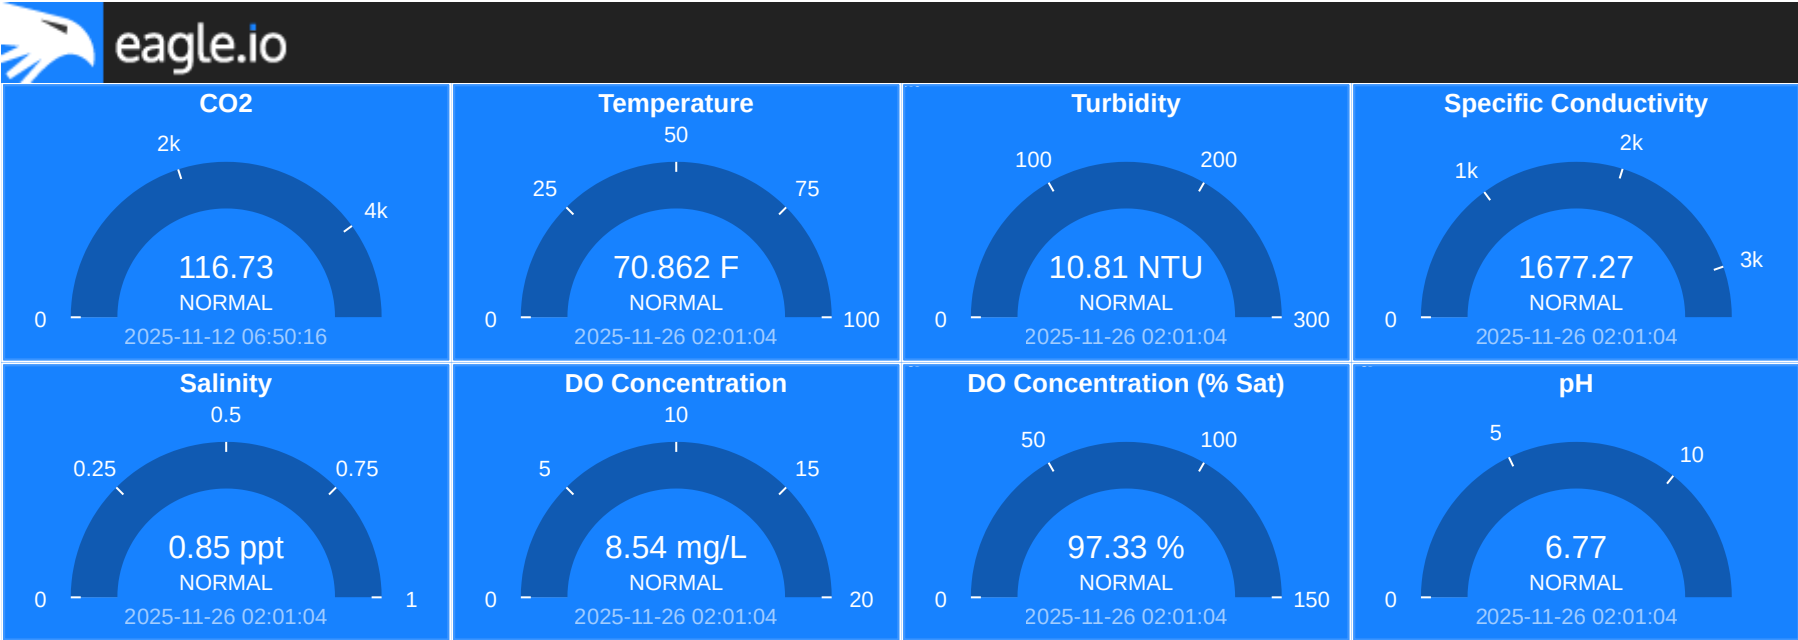 eagle.io
CO2
2k
4k
116.73
NORMAL
0
2025-11-12 06:50:16
Temperature
50
25
75
70.862 F
NORMAL
0
100
2025-11-26 02:01:04
Turbidity
100
200
10.81 NTU
NORMAL
0
300
2025-11-26 02:01:04
Specific Conductivity
2k
1k
3k
1677.27
NORMAL
0
2025-11-26 02:01:04
Salinity
0.5
0.25
0.75
0.85 ppt
NORMAL
0
1
2025-11-26 02:01:04
DO Concentration
10
5
15
8.54 mg/L
NORMAL
0
20
2025-11-26 02:01:04
DO Concentration (% Sat)
50
100
97.33 %
NORMAL
0
150
2025-11-26 02:01:04
pH
5
10
6.77
NORMAL
0
2025-11-26 02:01:04